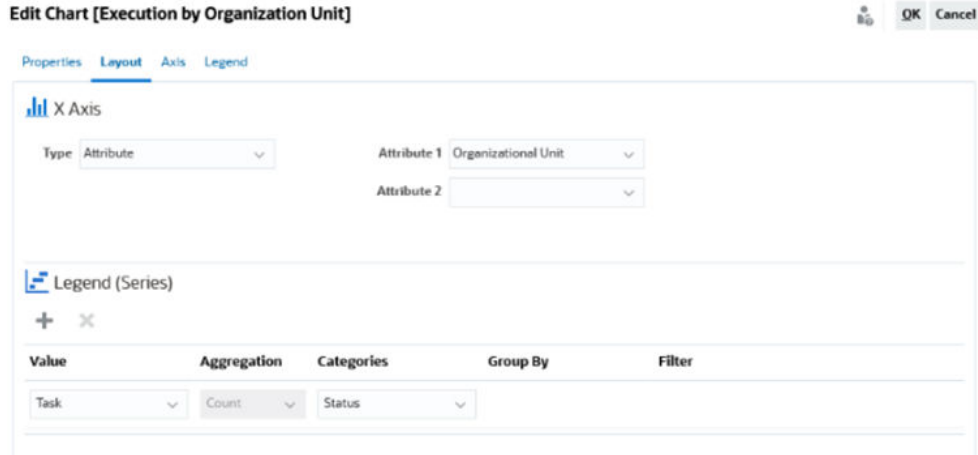 Edit Chart [Execution by Organization Unit] OK Cancel
Properties Layout Axis Legend
X Axis
Type Attribute Attribute 1 Organizational Unit
Attribute 2
Legend (Series)
Value Aggregation Categories Group By Filter
Task Count Status